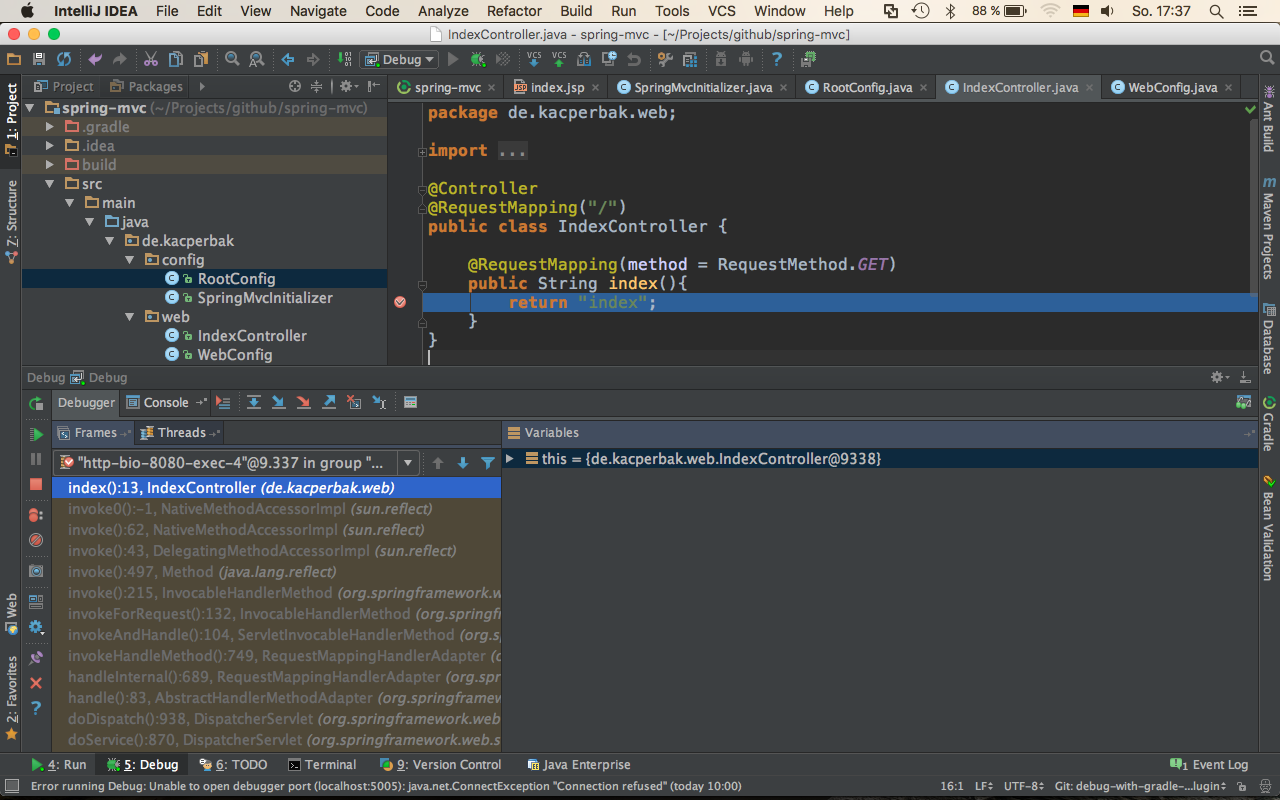 IntelliJ IDEA File Edit View Navigate Code Analyze Refactor Build Run Tools VCS Window Help 88 % So. 17:37
IndexController.java - spring-mvc - [~/Projects/github/spring-mvc]
Debug
VCS VCS
Project Packages
spring-mvc index.jsp SpringMvcInitializer.java RootConfig.java IndexController.java WebConfig.java
1: Project
Z: Structure
Web
2: Favorites
spring-mvc (~/Projects/github/spring-mvc)
.gradle
.idea
build
src
main
java
de.kacperbak
config
RootConfig
SpringMvcInitializer
web
IndexController
WebConfig
package de.kacperbak.web;
import ...
@Controller
@RequestMapping("/")
public class IndexController {
@RequestMapping(method = RequestMethod.GET)
public String index(){
return "index";
}
}
Ant Build
Maven Projects
Database
Gradle
Bean Validation
Debug Debug
Debugger Console
Frames Threads
Variables
"http-bio-8080-exec-4"@9.337 in group "...
this = {de.kacperbak.web.IndexController@9338}
index():13, IndexController (de.kacperbak.web)
invoke0():-1, NativeMethodAccessorImpl (sun.reflect)
invoke():62, NativeMethodAccessorImpl (sun.reflect)
invoke():43, DelegatingMethodAccessorImpl (sun.reflect)
invoke():497, Method (java.lang.reflect)
invoke():215, InvocableHandlerMethod (org.springframework.w
invokeForRequest():132, InvocableHandlerMethod (org.springfr
invokeAndHandle():104, ServletInvocableHandlerMethod (org.s
invokeHandleMethod():749, RequestMappingHandlerAdapter (o
handleInternal():689, RequestMappingHandlerAdapter (org.spr
handle():83, AbstractHandlerMethodAdapter (org.springframew
doDispatch():938, DispatcherServlet (org.springframework.web
doService():870, DispatcherServlet (org.springframework.web.s
4: Run 5: Debug 6: TODO Terminal 9: Version Control Java Enterprise 1 Event Log
Error running Debug: Unable to open debugger port (localhost:5005): java.net.ConnectException "Connection refused" (today 10:00) 16:1 LF UTF-8 Git: debug-with-gradle-...lugin